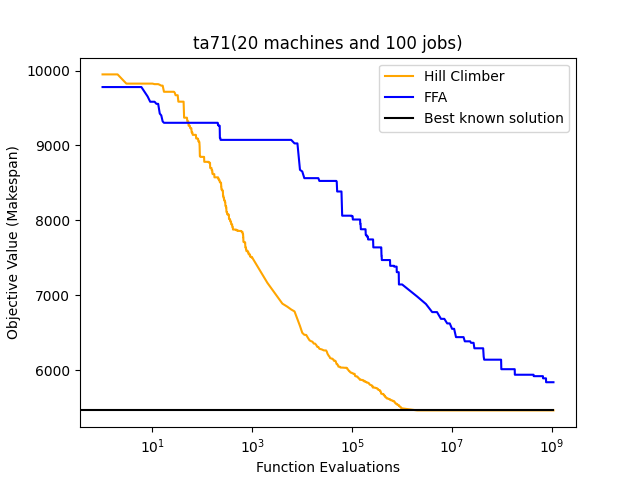 ta71(20 machines and 100 jobs)
Hill Climber
FFA
Best known solution
Objective Value (Makespan)
10000
9000
8000
7000
6000
10¹
10³
10⁵
10⁷
10⁹
Function Evaluations